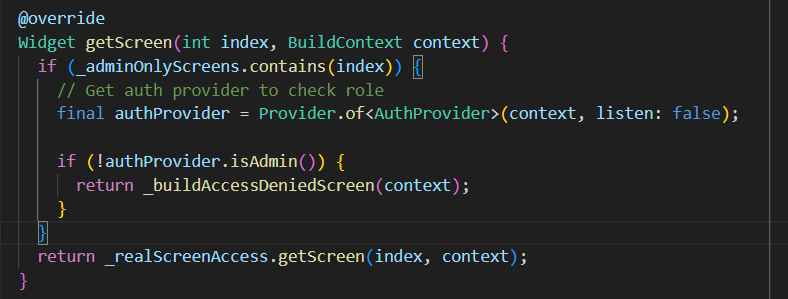 @override
Widget getScreen(int index, BuildContext context) {
  if (_adminOnlyScreens.contains(index)) {
    // Get auth provider to check role
    final authProvider = Provider.of<AuthProvider>(context, listen: false);

    if (!authProvider.isAdmin()) {
      return _buildAccessDeniedScreen(context);
    }
  }
  return _realScreenAccess.getScreen(index, context);
}